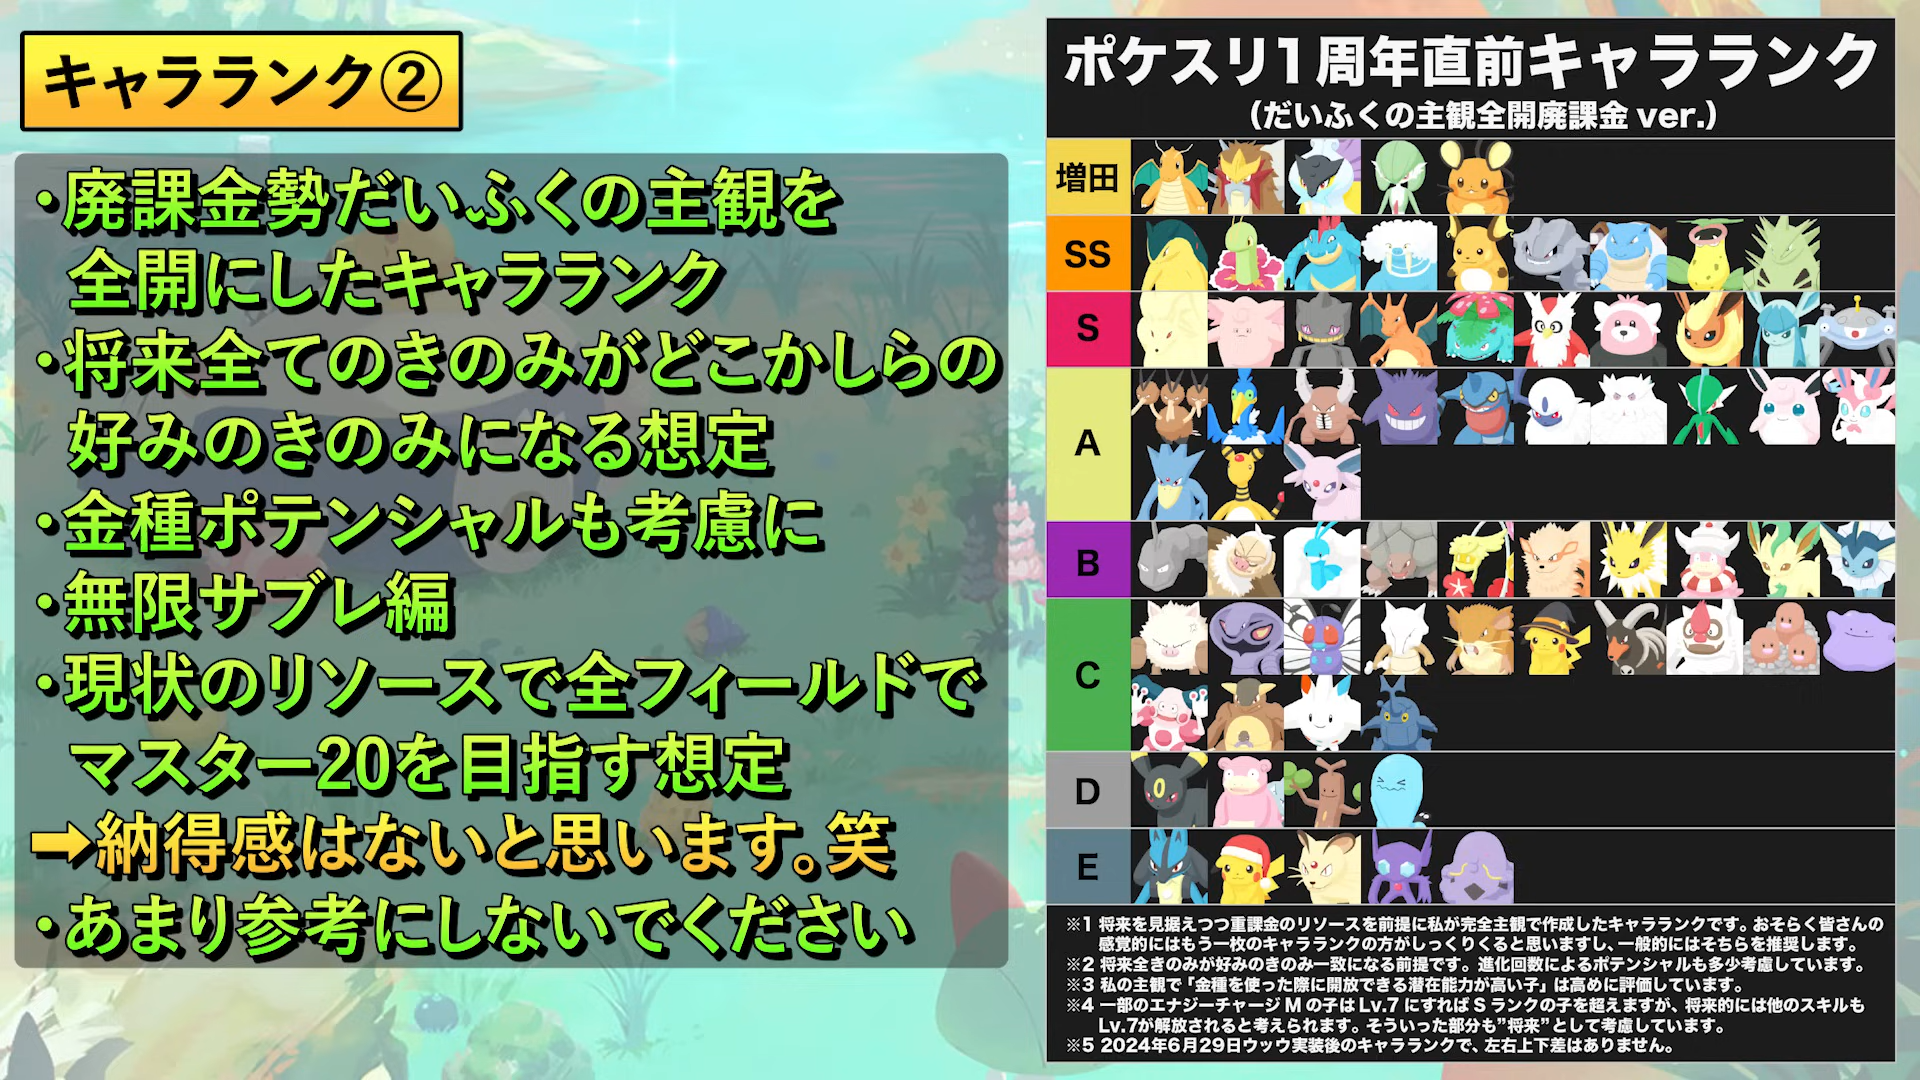 キャラランク②
・廃課金勢だいふくの主観を
全開にしたキャラランク
・将来全てのきのみがどこかしらの
好みのきのみになる想定
・金種ポテンシャルも考慮に
・無限サブレ編
・現状のリソースで全フィールドで
マスター20を目指す想定
➡納得感はないと思います。笑
・あまり参考にしないでください
ポケスリ1周年直前キャラランク
（だいふくの主観全開廃課金 ver.）
増田
SS
S
A
B
C
D
E
※1 将来を見据えつつ重課金のリソースを前提に私が完全主観で作成したキャラランクです。おそらく皆さんの
感覚的にはもう一枚のキャラランクの方がしっくりくると思いますし、一般的にはそちらを推奨します。
※2 将来全きのみが好みのきのみ一致になる前提です。進化回数によるポテンシャルも多少考慮しています。
※3 私の主観で「金種を使った際に開放できる潜在能力が高い子」は高めに評価しています。
※4 一部のエナジーチャージ M の子は Lv.7 にすれば S ランクの子を超えますが、将来的には他のスキルも
Lv.7が解放されると考えられます。そういった部分も”将来”として考慮しています。
※5 2024年6月29日ウッウ実装後のキャラランクで、左右上下差はありません。